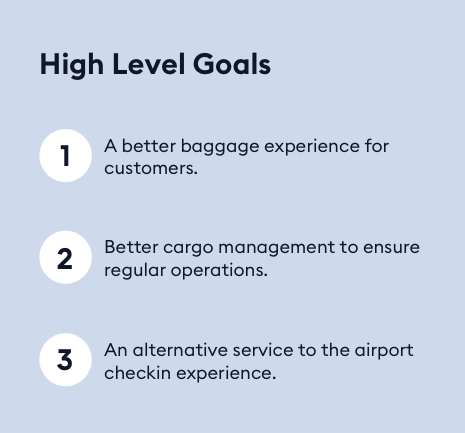 High Level Goals
1
A better baggage experience for
customers.
2
Better cargo management to ensure
regular operations.
3
An alternative service to the airport
checkin experience.